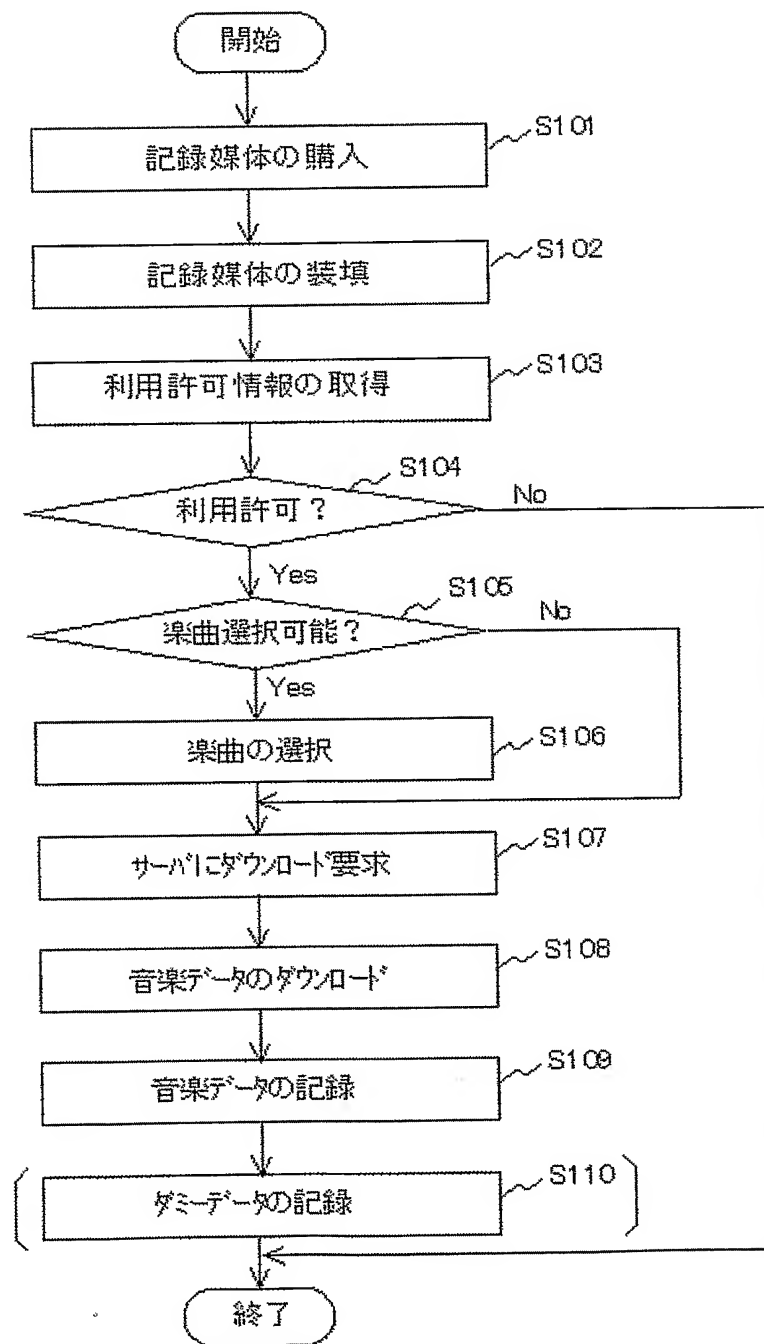 開始
記録媒体の購入
S101
記録媒体の装填
S102
利用許可情報の取得
S103
利用許可？
S104
No
Yes
楽曲選択可能？
S105
No
Yes
楽曲の選択
S106
サーバにダウンロード要求
S107
音楽データのダウンロード
S108
音楽データの記録
S109
ダミーデータの記録
S110
終了